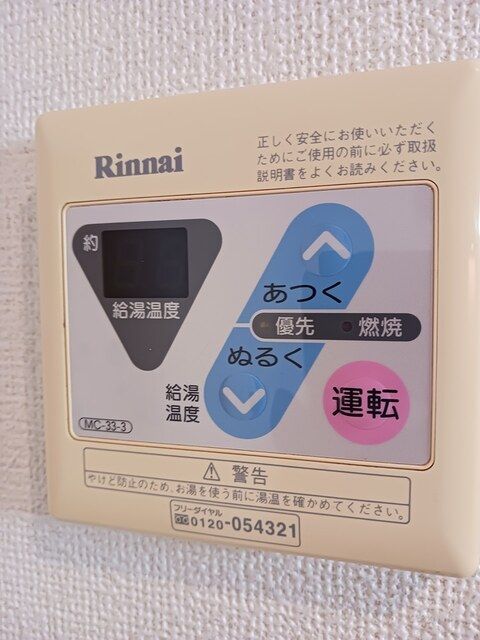 Rinnai
正しく安全にお使いいただく
ためにご使用の前に必ず取扱
説明書をよくお読みください。
約
給湯温度
あつく
優先 燃焼
ぬるく
給湯
温度
運転
MC-33-3
警告
やけど防止のため、お湯を使う前に湯温を確かめてください。
フリーダイヤル
0120-054321